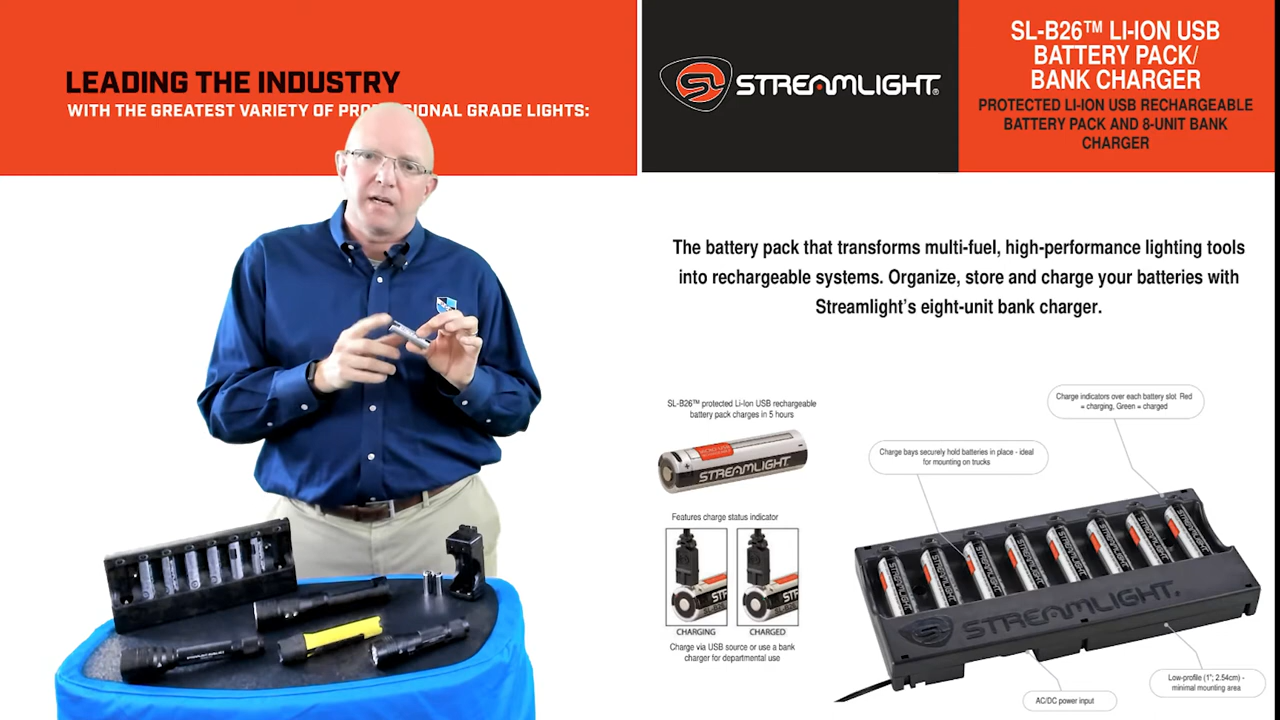 LEADING THE INDUSTRY
WITH THE GREATEST VARIETY OF PROFESSIONAL GRADE LIGHTS:
STREAMLIGHT®
SL-B26™ LI-ION USB
BATTERY PACK/
BANK CHARGER
PROTECTED LI-ION USB RECHARGEABLE
BATTERY PACK AND 8-UNIT BANK
CHARGER
The battery pack that transforms multi-fuel, high-performance lighting tools
into rechargeable systems. Organize, store and charge your batteries with
Streamlight's eight-unit bank charger.
SL-B26™ protected Li-Ion USB rechargeable
battery pack charges in 5 hours
STREAMLIGHT
Features charge status indicator
CHARGING
CHARGED
Charge via USB source or use a bank
charger for departmental use
Charge indicators over each battery slot Red
= charging, Green = charged
Charge bays securely hold batteries in place - ideal
for mounting on trucks
STREAMLIGHT
Low-profile (1"; 2.54cm) -
minimal mounting area
AC/DC power input